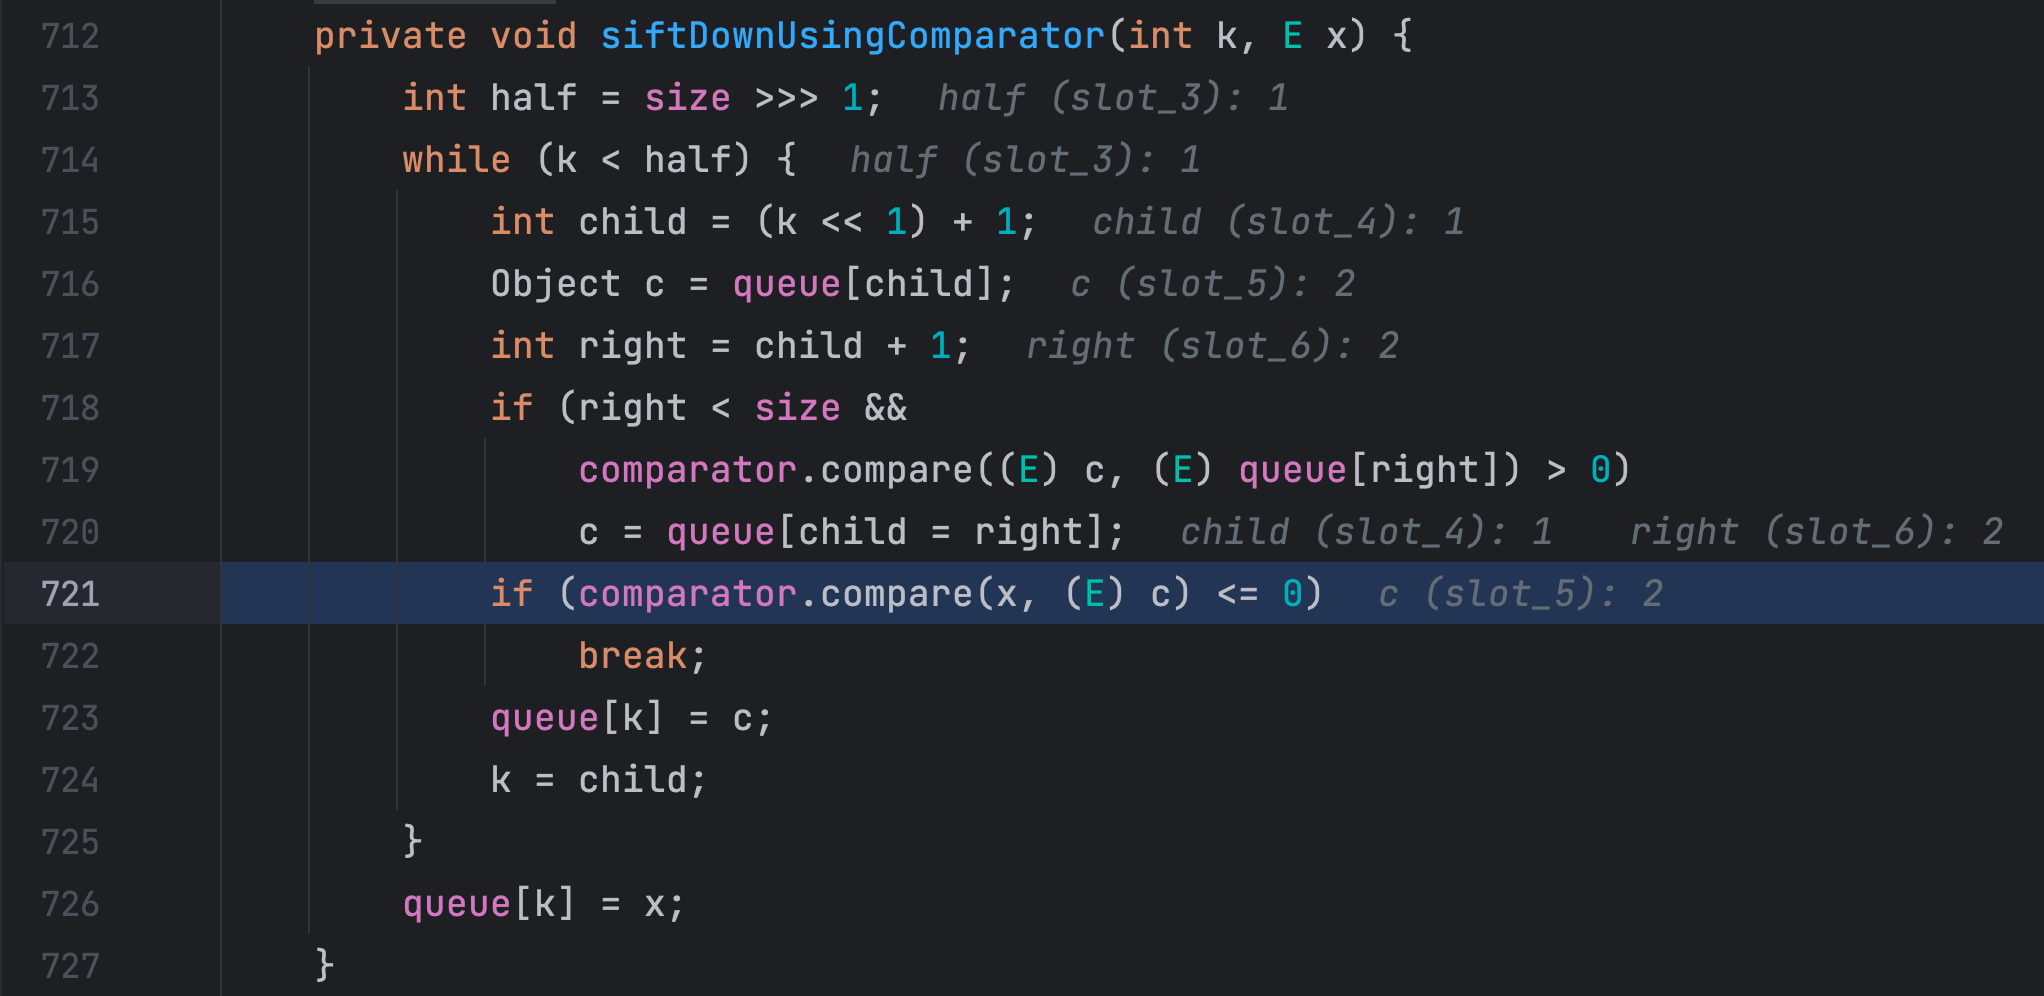 712 private void siftDownUsingComparator(int k, E x) {
713 int half = size >>> 1; half (slot_3): 1
714 while (k < half) { half (slot_3): 1
715 int child = (k << 1) + 1; child (slot_4): 1
716 Object c = queue[child]; c (slot_5): 2
717 int right = child + 1; right (slot_6): 2
718 if (right < size &&
719 comparator.compare((E) c, (E) queue[right]) > 0)
720 c = queue[child = right]; child (slot_4): 1 right (slot_6): 2
721 if (comparator.compare(x, (E) c) <= 0) c (slot_5): 2
722 break;
723 queue[k] = c;
724 k = child;
725 }
726 queue[k] = x;
727 }